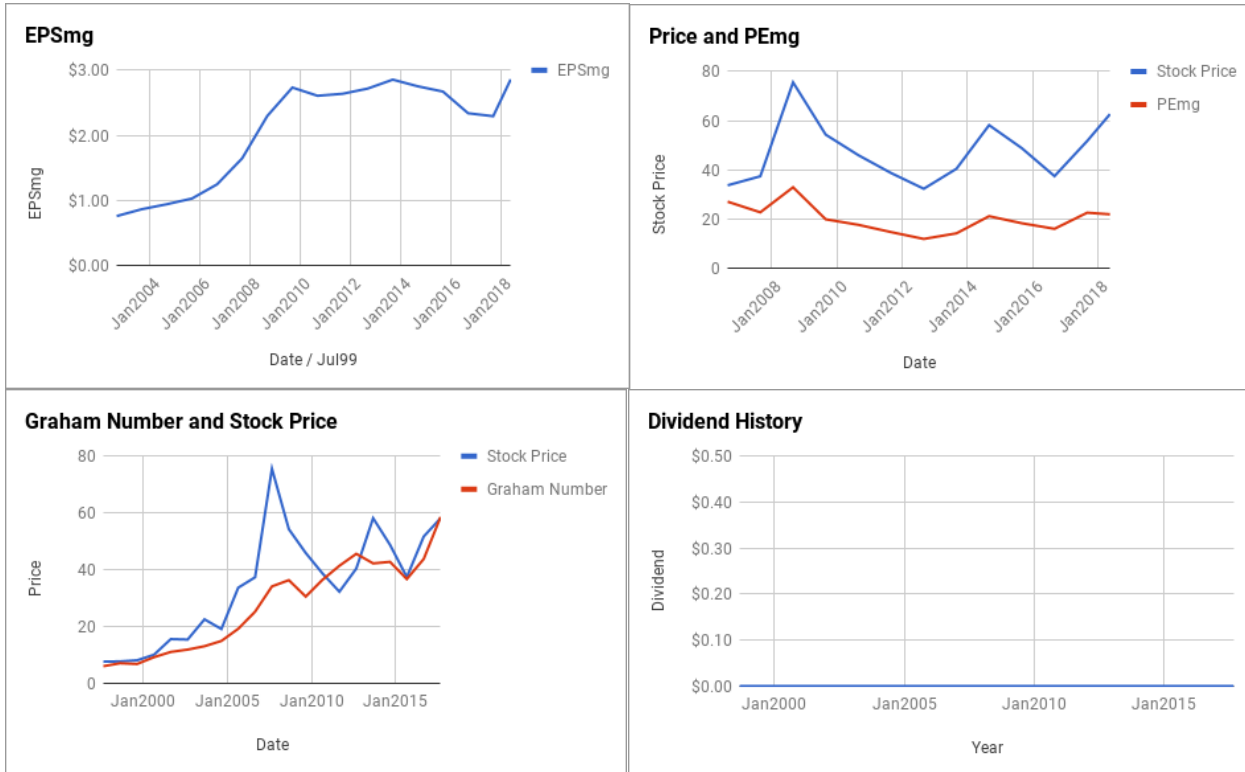 EPSmg
EPSmg
$3.00
$2.00
$1.00
$0.00
EPSmg
Jan2004
Jan2006
Jan2008
Jan2010
Jan2012
Jan2014
Jan2016
Jan2018
Date / Jul99
Price and PEmg
Stock Price
PEmg
80
60
40
20
0
Stock Price
Jan2008
Jan2010
Jan2012
Jan2014
Jan2016
Jan2018
Date
Graham Number and Stock Price
Stock Price
Graham Number
80
60
40
20
0
Price
Jan2000
Jan2005
Jan2010
Jan2015
Date
Dividend History
$0.50
$0.40
$0.30
$0.20
$0.10
$0.00
Dividend
Jan2000
Jan2005
Jan2010
Jan2015
Year